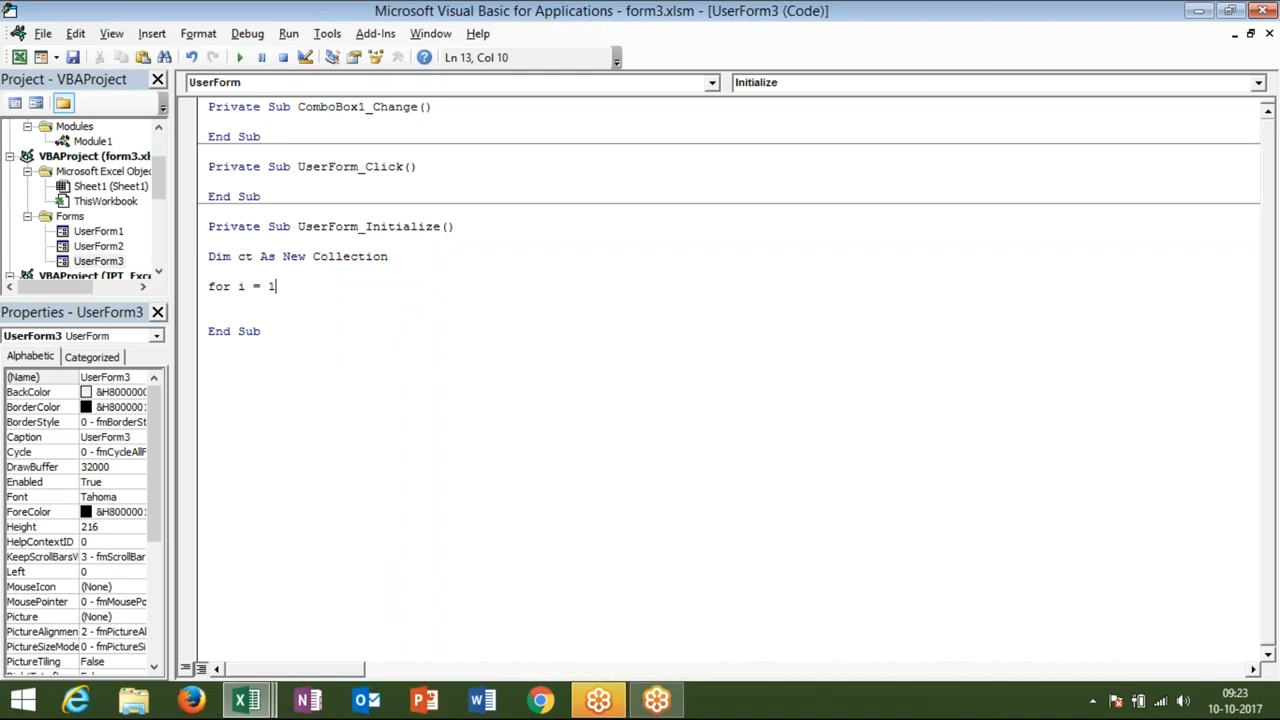 Microsoft Visual Basic for Applications - form3.xlsm - [UserForm3 (Code)]
File Edit View Insert Format Debug Run Tools Add-Ins Window Help
Ln 13, Col 10
Project - VBAProject
UserForm
Initialize
Modules
Module1
VBAProject (form3.xl
Microsoft Excel Objec
Sheet1 (Sheet1)
ThisWorkbook
Forms
UserForm1
UserForm2
UserForm3
VBAProject (IPT_Exce
Private Sub ComboBox1_Change()
End Sub
Private Sub UserForm_Click()
End Sub
Private Sub UserForm_Initialize()
Dim ct As New Collection
for i = 1
End Sub
Properties - UserForm3
UserForm3 UserForm
Alphabetic Categorized
(Name) UserForm3
BackColor &H8000000
BorderColor &H8000001
BorderStyle 0 - fmBorderSt
Caption UserForm3
Cycle 0 - fmCycleAllF
DrawBuffer 32000
Enabled True
Font Tahoma
ForeColor &H8000001
Height 216
HelpContextID 0
KeepScrollBarsV 3 - fmScrollBar
Left 0
MouseIcon (None)
MousePointer 0 - fmMousePo
Picture (None)
PictureAlignmen 2 - fmPictureAl
PictureSizeMode 0 - fmPictureSi
PictureTiling False
09:23
10-10-2017